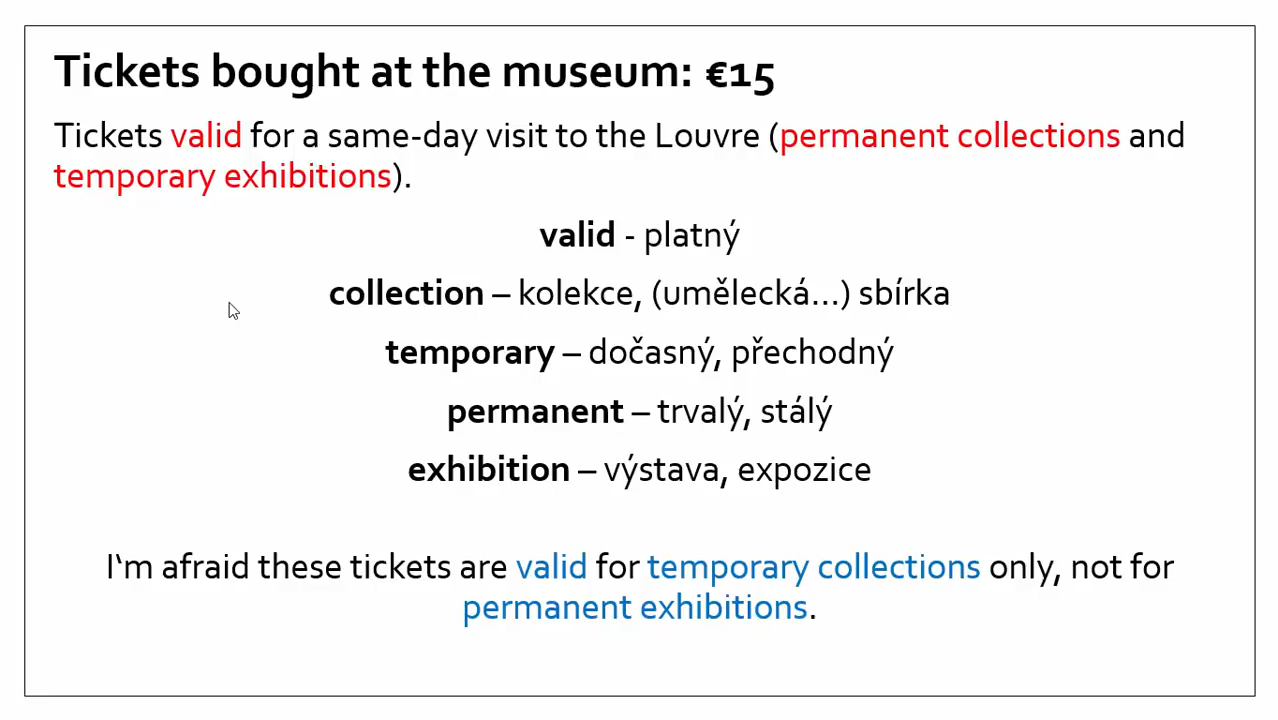 Tickets bought at the museum: €15
Tickets valid for a same-day visit to the Louvre (permanent collections and
temporary exhibitions).
valid - platný
collection – kolekce, (umělecká...) sbírka
temporary – dočasný, přechodný
permanent – trvalý, stálý
exhibition – výstava, expozice
I‘m afraid these tickets are valid for temporary collections only, not for
permanent exhibitions.